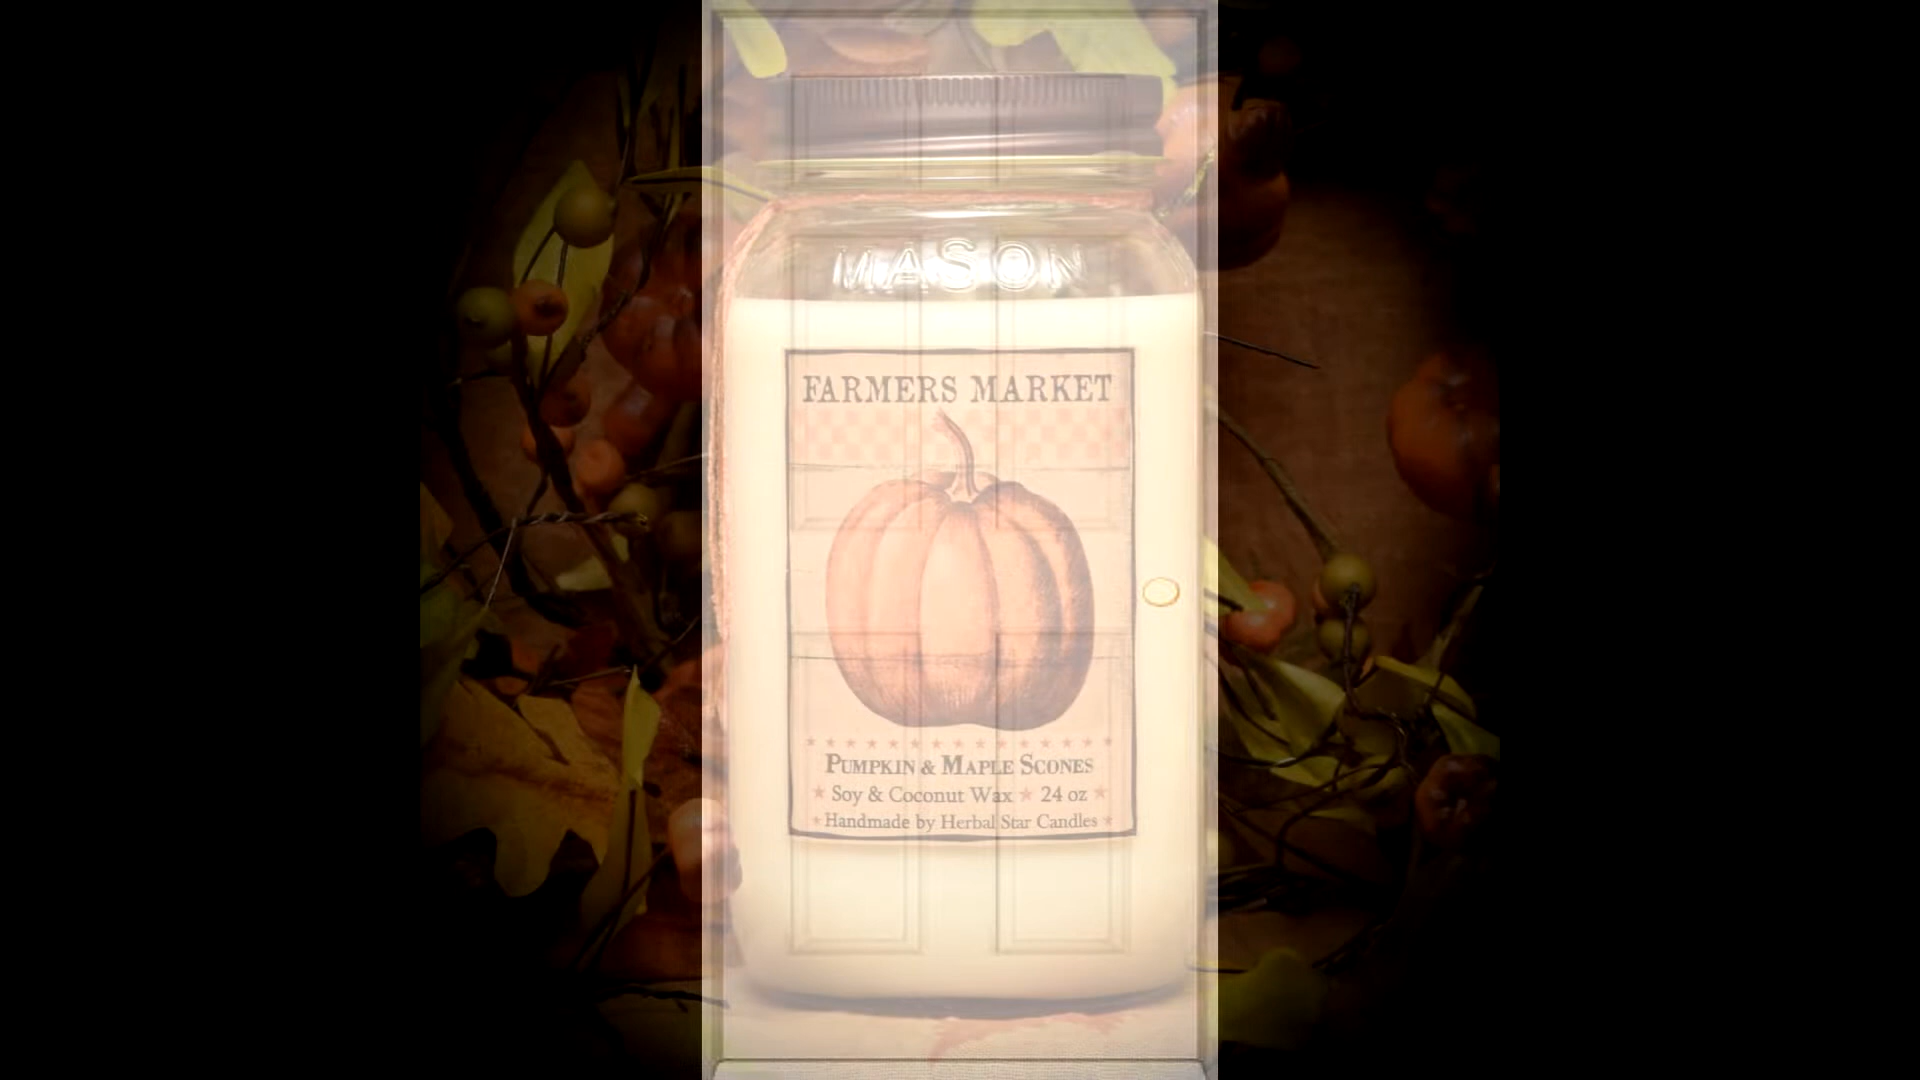 MASON
FARMERS MARKET
PUMPKIN & MAPLE SCONES
Soy & Coconut Wax 24 oz
Handmade by Herbal Star Candles